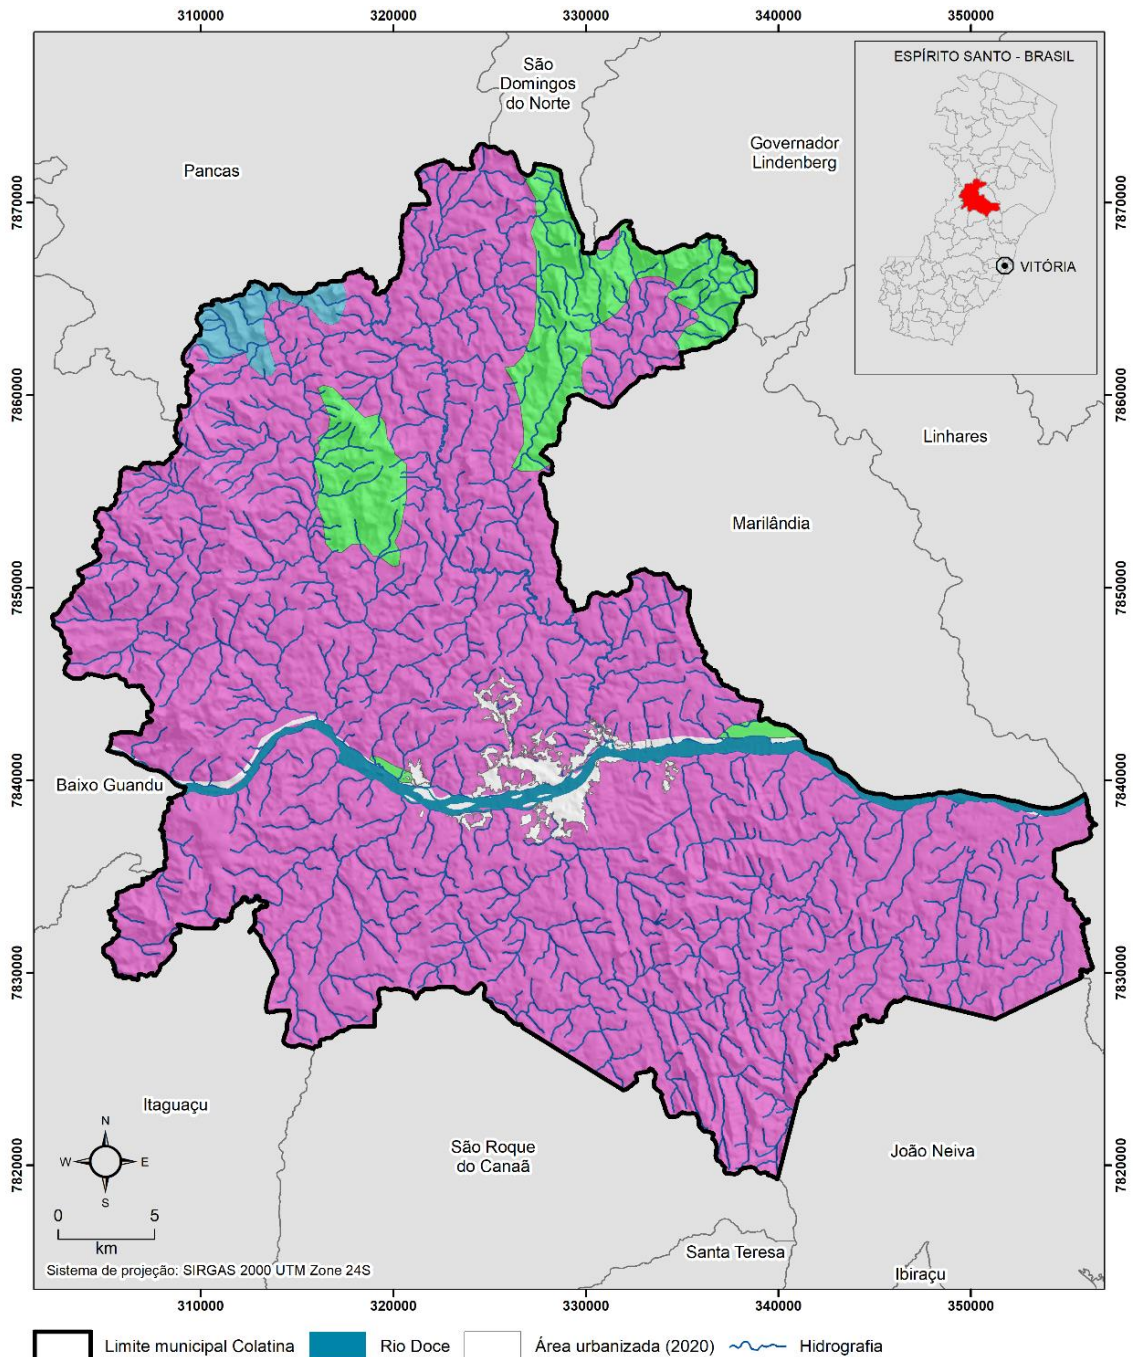 310000
320000
330000
340000
350000
ESPÍRITO SANTO - BRASIL
VITÓRIA
São
Domingos
do Norte
Governador
Lindenberg
Pancas
7870000
7870000
7860000
7860000
Linhares
Marilândia
7850000
7850000
Baixo Guandu
7840000
7840000
7830000
7830000
Itaguaçu
São Roque
do Canaã
João Neiva
7820000
7820000
N
W
E
S
0
5
km
Santa Teresa
Ibiraçu
Sistema de projeção: SIRGAS 2000 UTM Zone 24S
310000
320000
330000
340000
350000
Limite municipal Colatina
Rio Doce
Área urbanizada (2020)
Hidrografia